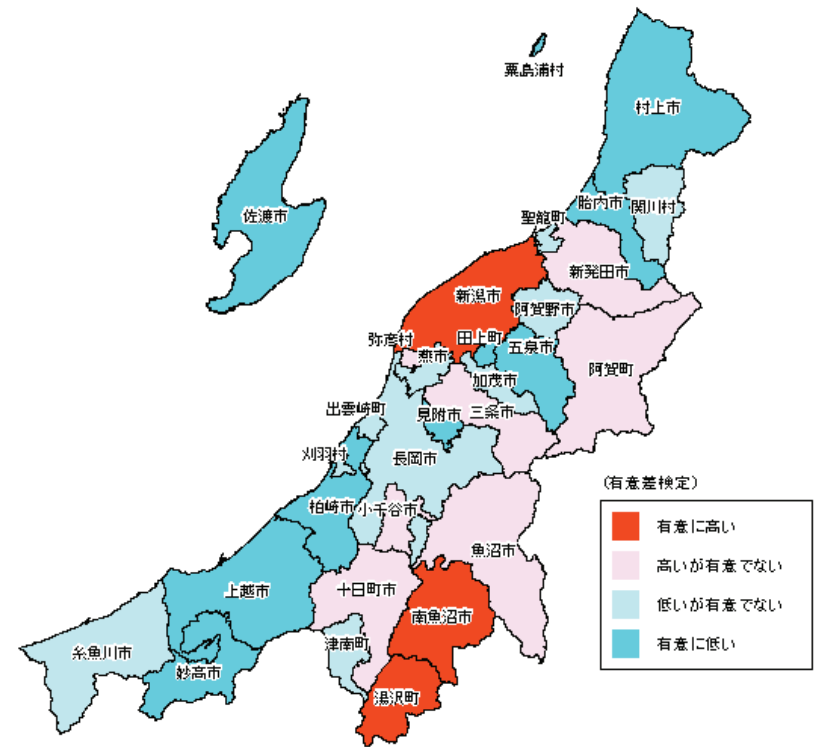 粟島浦村
村上市
佐渡市
胎内市
関川村
聖籠町
新発田市
新潟市
阿賀野市
弥彦村
田上町
五泉市
燕市
阿賀町
加茂市
出雲崎町
見附市
三条市
刈羽村
長岡市
柏崎市
小千谷市
魚沼市
上越市
十日町市
南魚沼市
糸魚川市
津南町
妙高市
湯沢町
(有意差検定)
有意に高い
高いが有意でない
低いが有意でない
有意に低い